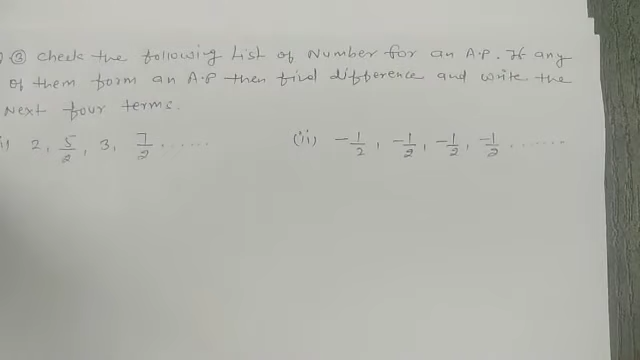 ③ Check the following List of Number for an A.P. If any
of them form an A.P then find difference and write the
Next four terms.
i) 2, 5/2, 3, 7/2 ...... (ii) -1/2, -1/2, -1/2, -1/2 ......